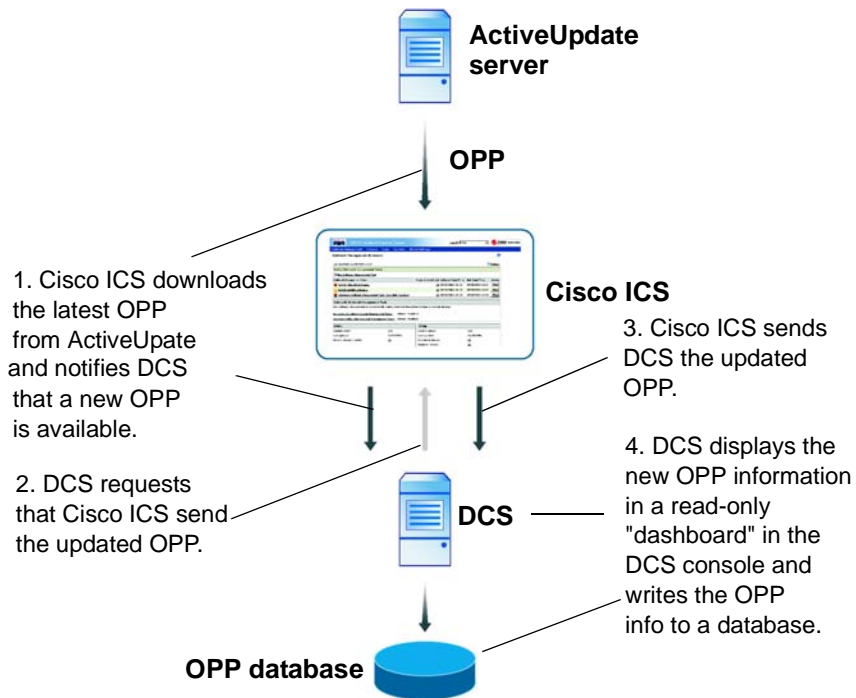 ActiveUpdate
server
OPP
1. Cisco ICS downloads
the latest OPP
from ActiveUpate
and notifies DCS
that a new OPP
is available.
Cisco ICS
3. Cisco ICS sends
DCS the updated
OPP.
2. DCS requests
that Cisco ICS send
the updated OPP.
DCS
4. DCS displays the
new OPP information
in a read-only
"dashboard" in the
DCS console and
writes the OPP
info to a database.
OPP database